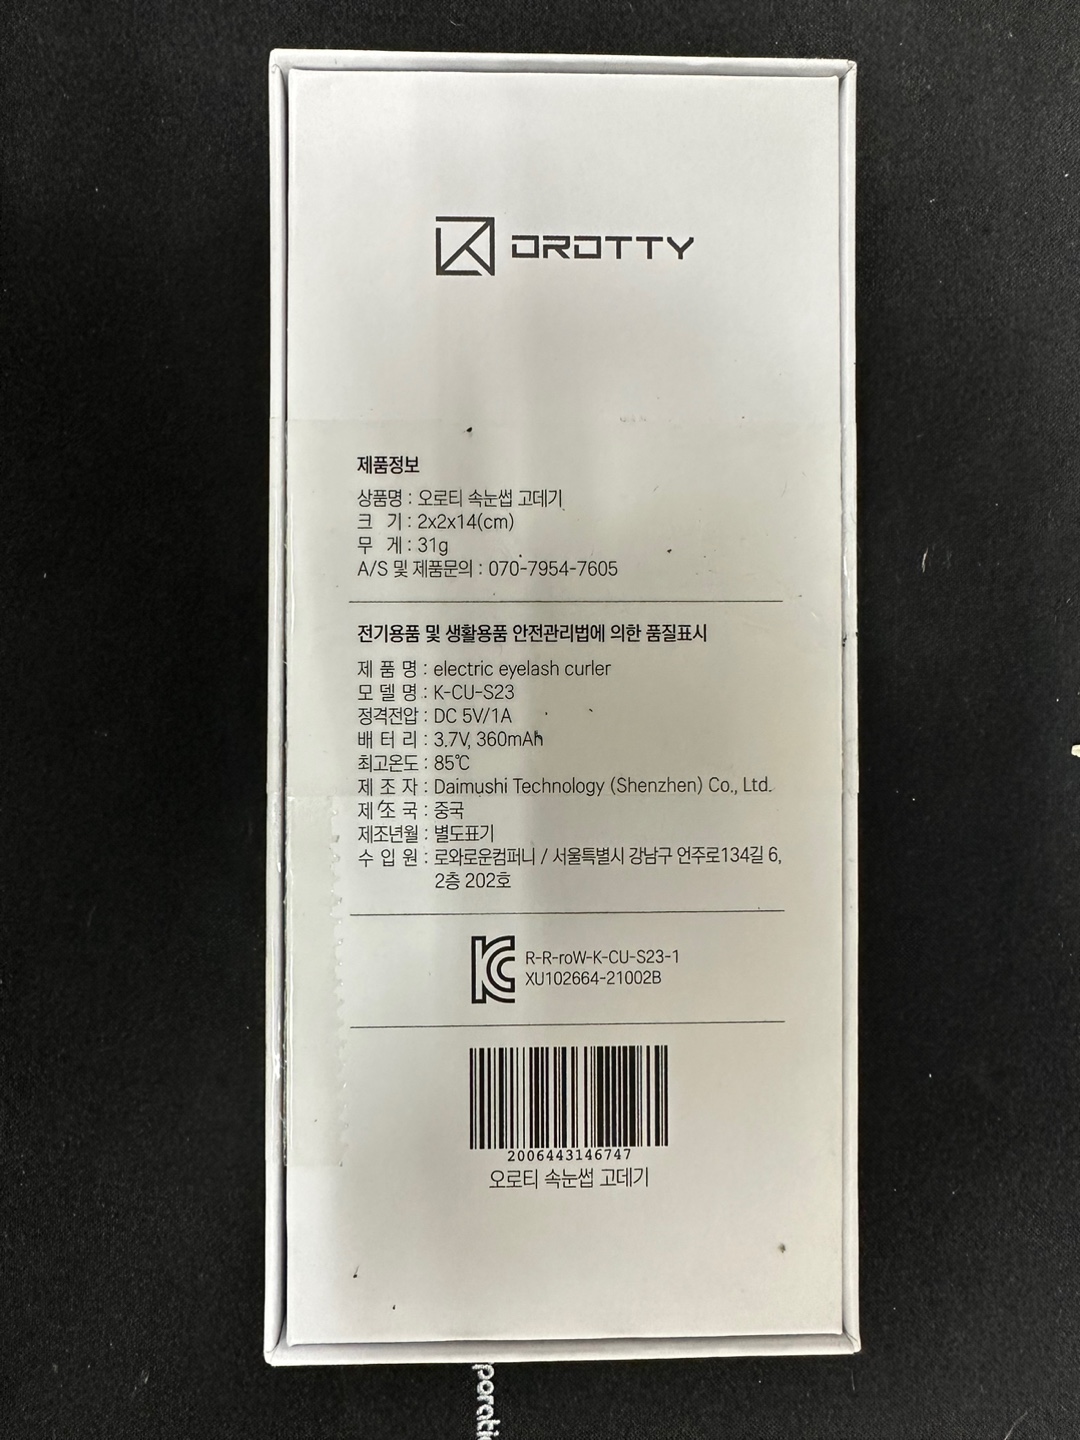 OROTTY
제품정보
상품명 : 오로티 속눈썹 고데기
크 기 : 2x2x14(cm)
무 게 : 31g
A/S 및 제품문의 : 070-7954-7605
전기용품 및 생활용품 안전관리법에 의한 품질표시
제 품 명 : electric eyelash curler
모 델 명 : K-CU-S23
정격전압 : DC 5V/1A
배 터 리 : 3.7V, 360mAh
최고온도 : 85℃
제 조 자 : Daimushi Technology (Shenzhen) Co., Ltd.
제 조 국 : 중국
제조년월 : 별도표기
수 입 원 : 로와로운컴퍼니 / 서울특별시 강남구 언주로134길 6,
2층 202호
R-R-roW-K-CU-S23-1
XU102664-21002B
2006443146747
오로티 속눈썹 고데기